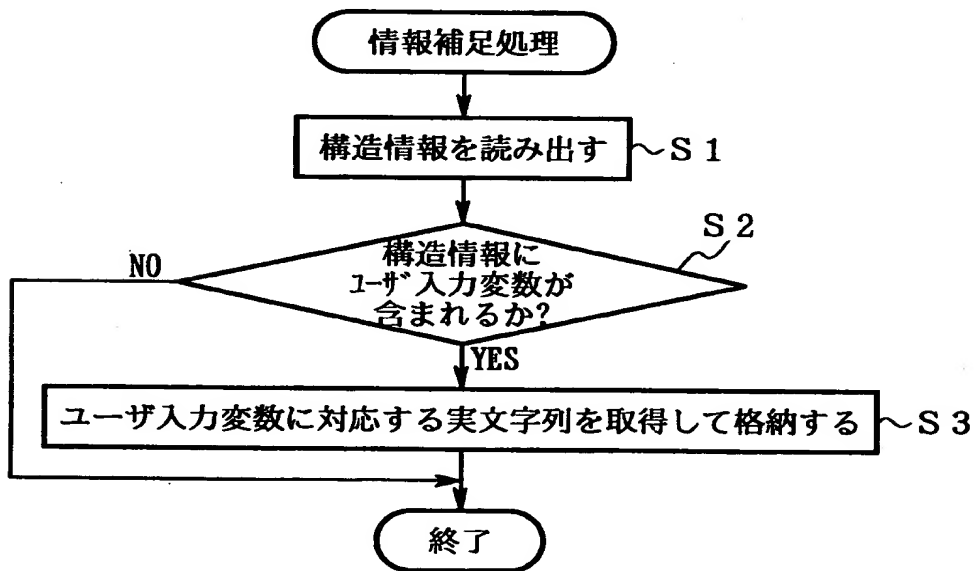 情報補足処理
構造情報を読み出す
S1
S2
構造情報に
ﾕｰｻﾞ入力変数が
含まれるか?
NO
YES
ユーザ入力変数に対応する実文字列を取得して格納する
S3
終了